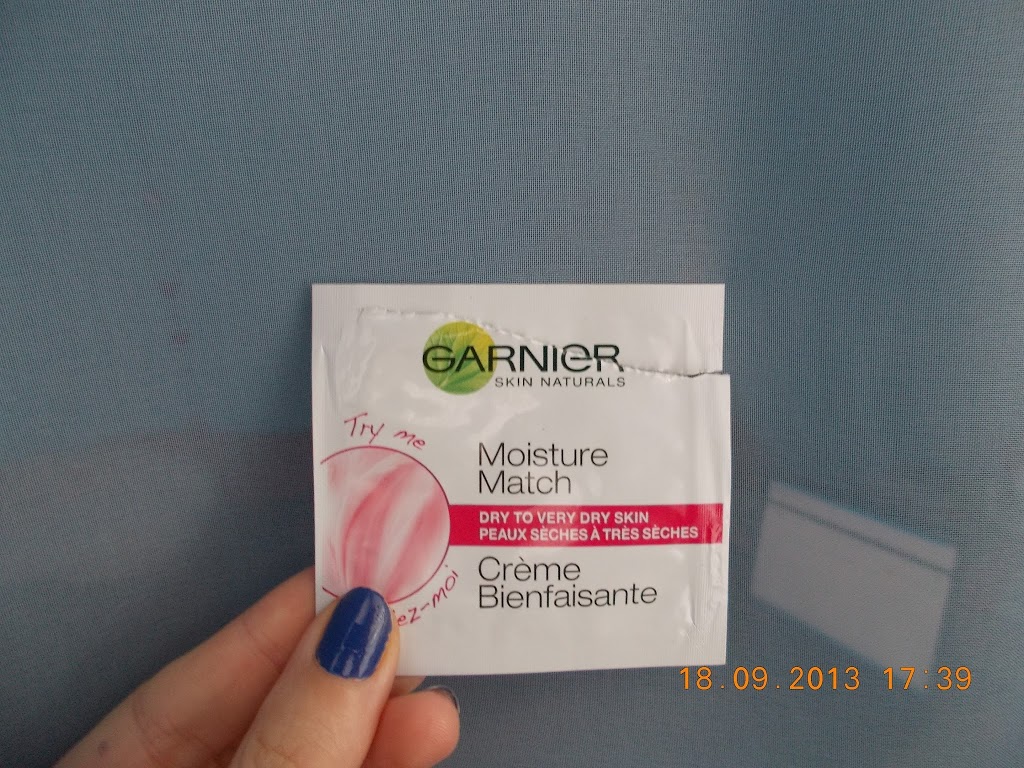 GARNIER
SKIN NATURALS
Try me
Moisture
Match
DRY TO VERY DRY SKIN
PEAUX SÈCHES À TRÈS SÈCHES
Crème
Bienfaisante
18.09.2013 17:39